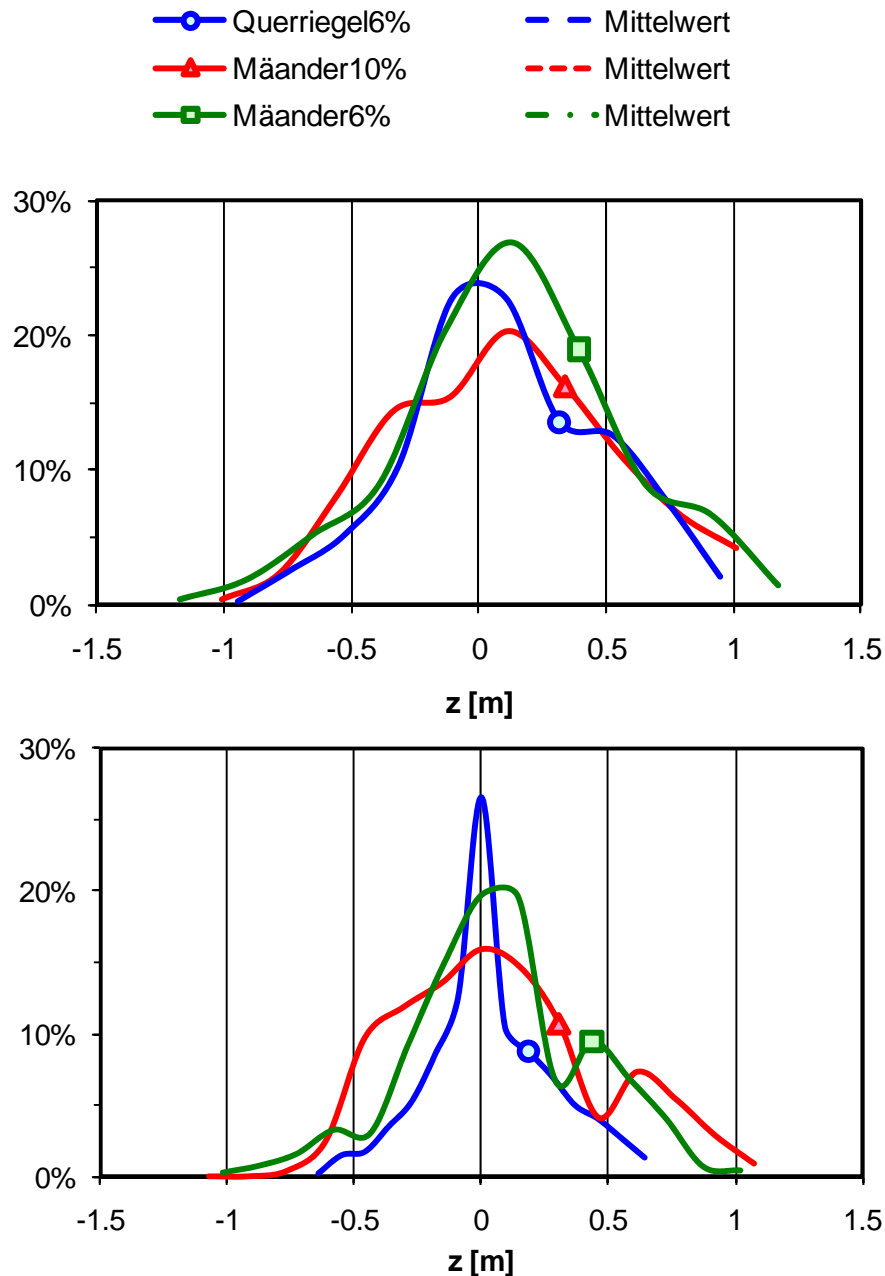 Querriegel6% Mittelwert
Mäander10% Mittelwert
Mäander6% Mittelwert
30%
20%
10%
0%
-1.5 -1 -0.5 0 0.5 1 1.5
z [m]
30%
20%
10%
0%
-1.5 -1 -0.5 0 0.5 1 1.5
z [m]